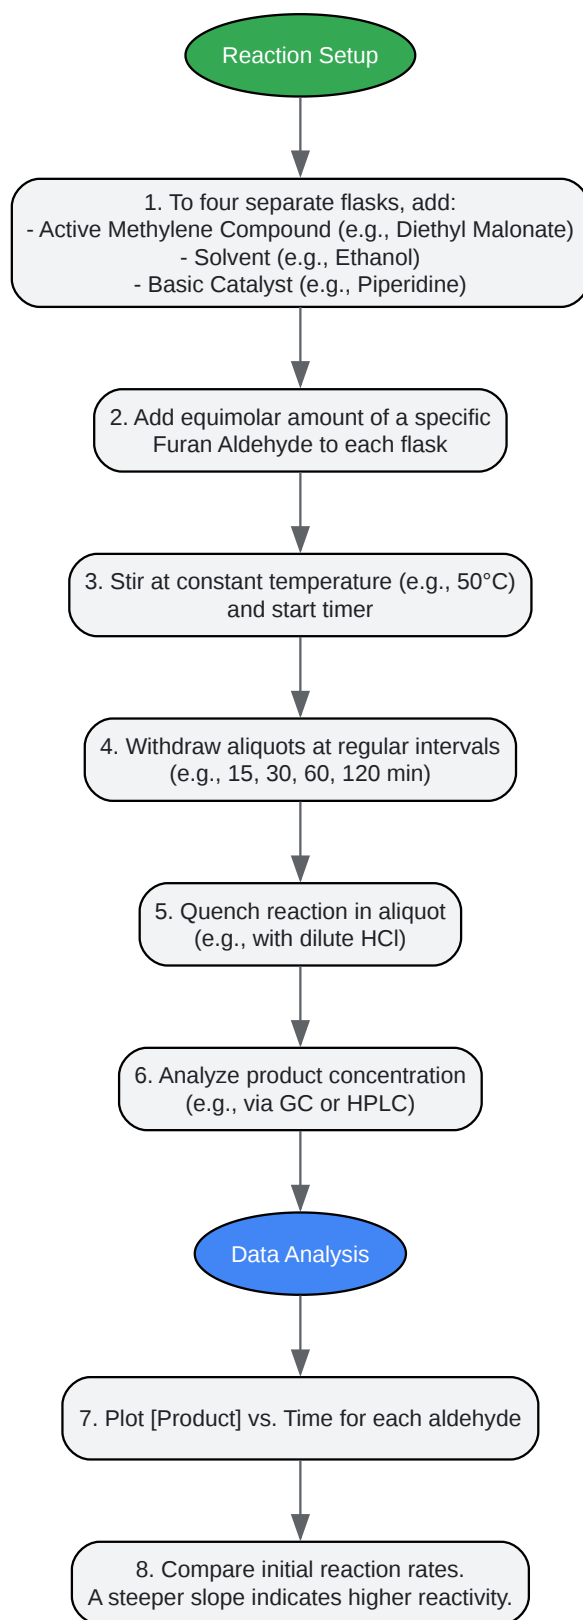 Reaction Setup
1. To four separate flasks, add:
- Active Methylene Compound (e.g., Diethyl Malonate)
- Solvent (e.g., Ethanol)
- Basic Catalyst (e.g., Piperidine)
2. Add equimolar amount of a specific
Furan Aldehyde to each flask
3. Stir at constant temperature (e.g., 50°C)
and start timer
4. Withdraw aliquots at regular intervals
(e.g., 15, 30, 60, 120 min)
5. Quench reaction in aliquot
(e.g., with dilute HCl)
6. Analyze product concentration
(e.g., via GC or HPLC)
Data Analysis
7. Plot [Product] vs. Time for each aldehyde
8. Compare initial reaction rates.
A steeper slope indicates higher reactivity.